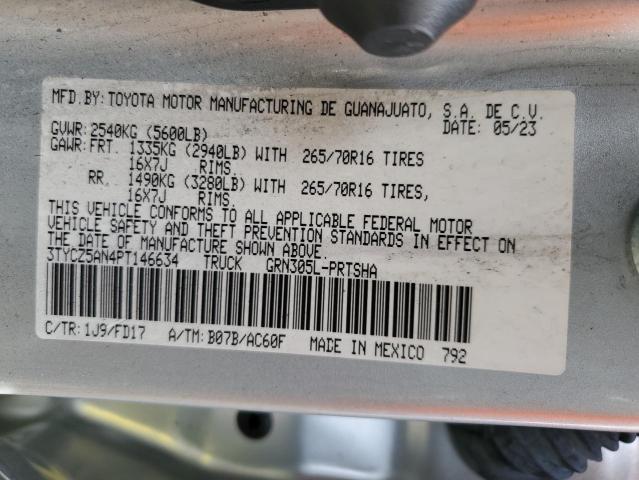 MFD.BY: TOYOTA MOTOR MANUFACTURING DE GUANAJUATO, S.A. DE C.V.
GVWR: 2540KG (5600LB) DATE: 05/23
GAWR: FRT. 1335KG (2940LB) WITH 265/70R16 TIRES
16X7J RIMS.
RR. 1490KG (3280LB) WITH 265/70R16 TIRES,
16X7J RIMS.
THIS VEHICLE CONFORMS TO ALL APPLICABLE FEDERAL MOTOR
VEHICLE SAFETY AND THEFT PREVENTION STANDARDS IN EFFECT ON
THE DATE OF MANUFACTURE SHOWN ABOVE.
3TYCZ5AN4PT146634 TRUCK GRN305L-PRTSHA
C/TR: 1J9/FD17 A/TM: B07B/AC60F MADE IN MEXICO 792